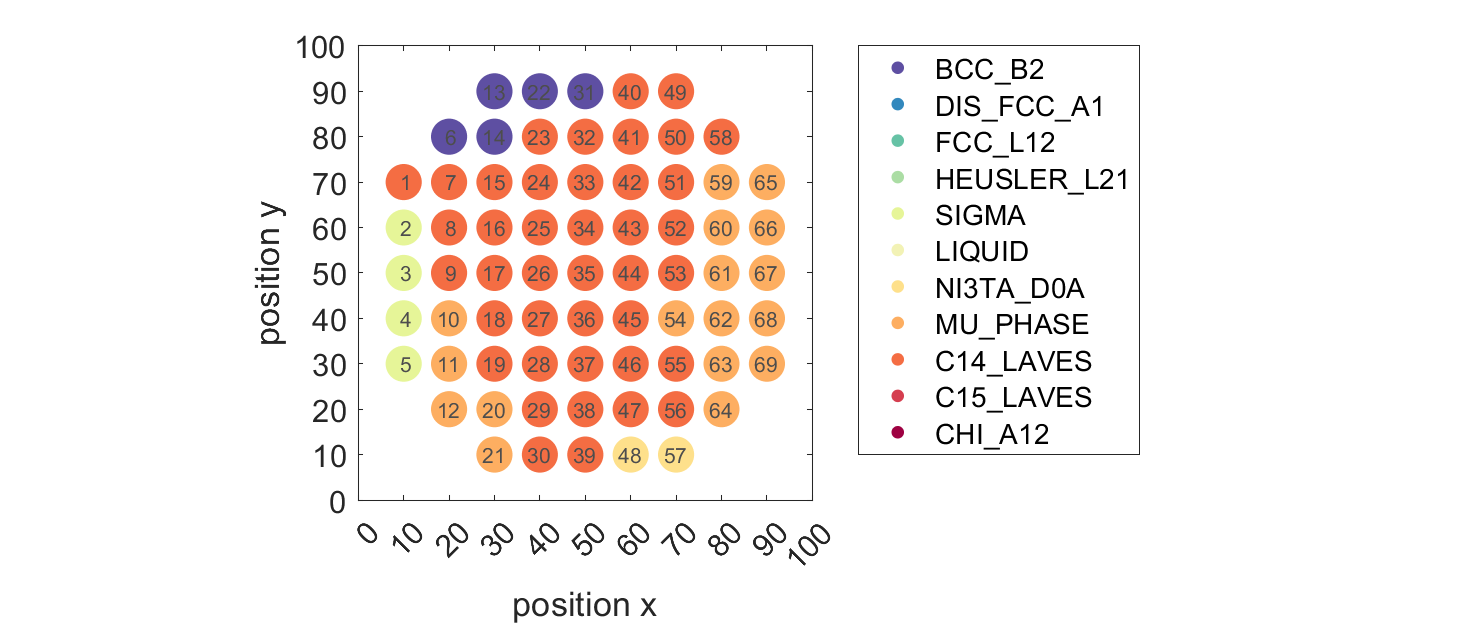 100
90
80
70
60
50
40
30
20
10
0
13 22 31 40 49
6 14 23 32 41 50 58
1 7 15 24 33 42 51 59 65
2 8 16 25 34 43 52 60 66
3 9 17 26 35 44 53 61 67
4 10 18 27 36 45 54 62 68
5 11 19 28 37 46 55 63 69
12 20 29 38 47 56 64
21 30 39 48 57
0 10 20 30 40 50 60 70 80 90 100
position x
position y
BCC_B2
DIS_FCC_A1
FCC_L12
HEUSLER_L21
SIGMA
LIQUID
NI3TA_D0A
MU_PHASE
C14_LAVES
C15_LAVES
CHI_A12